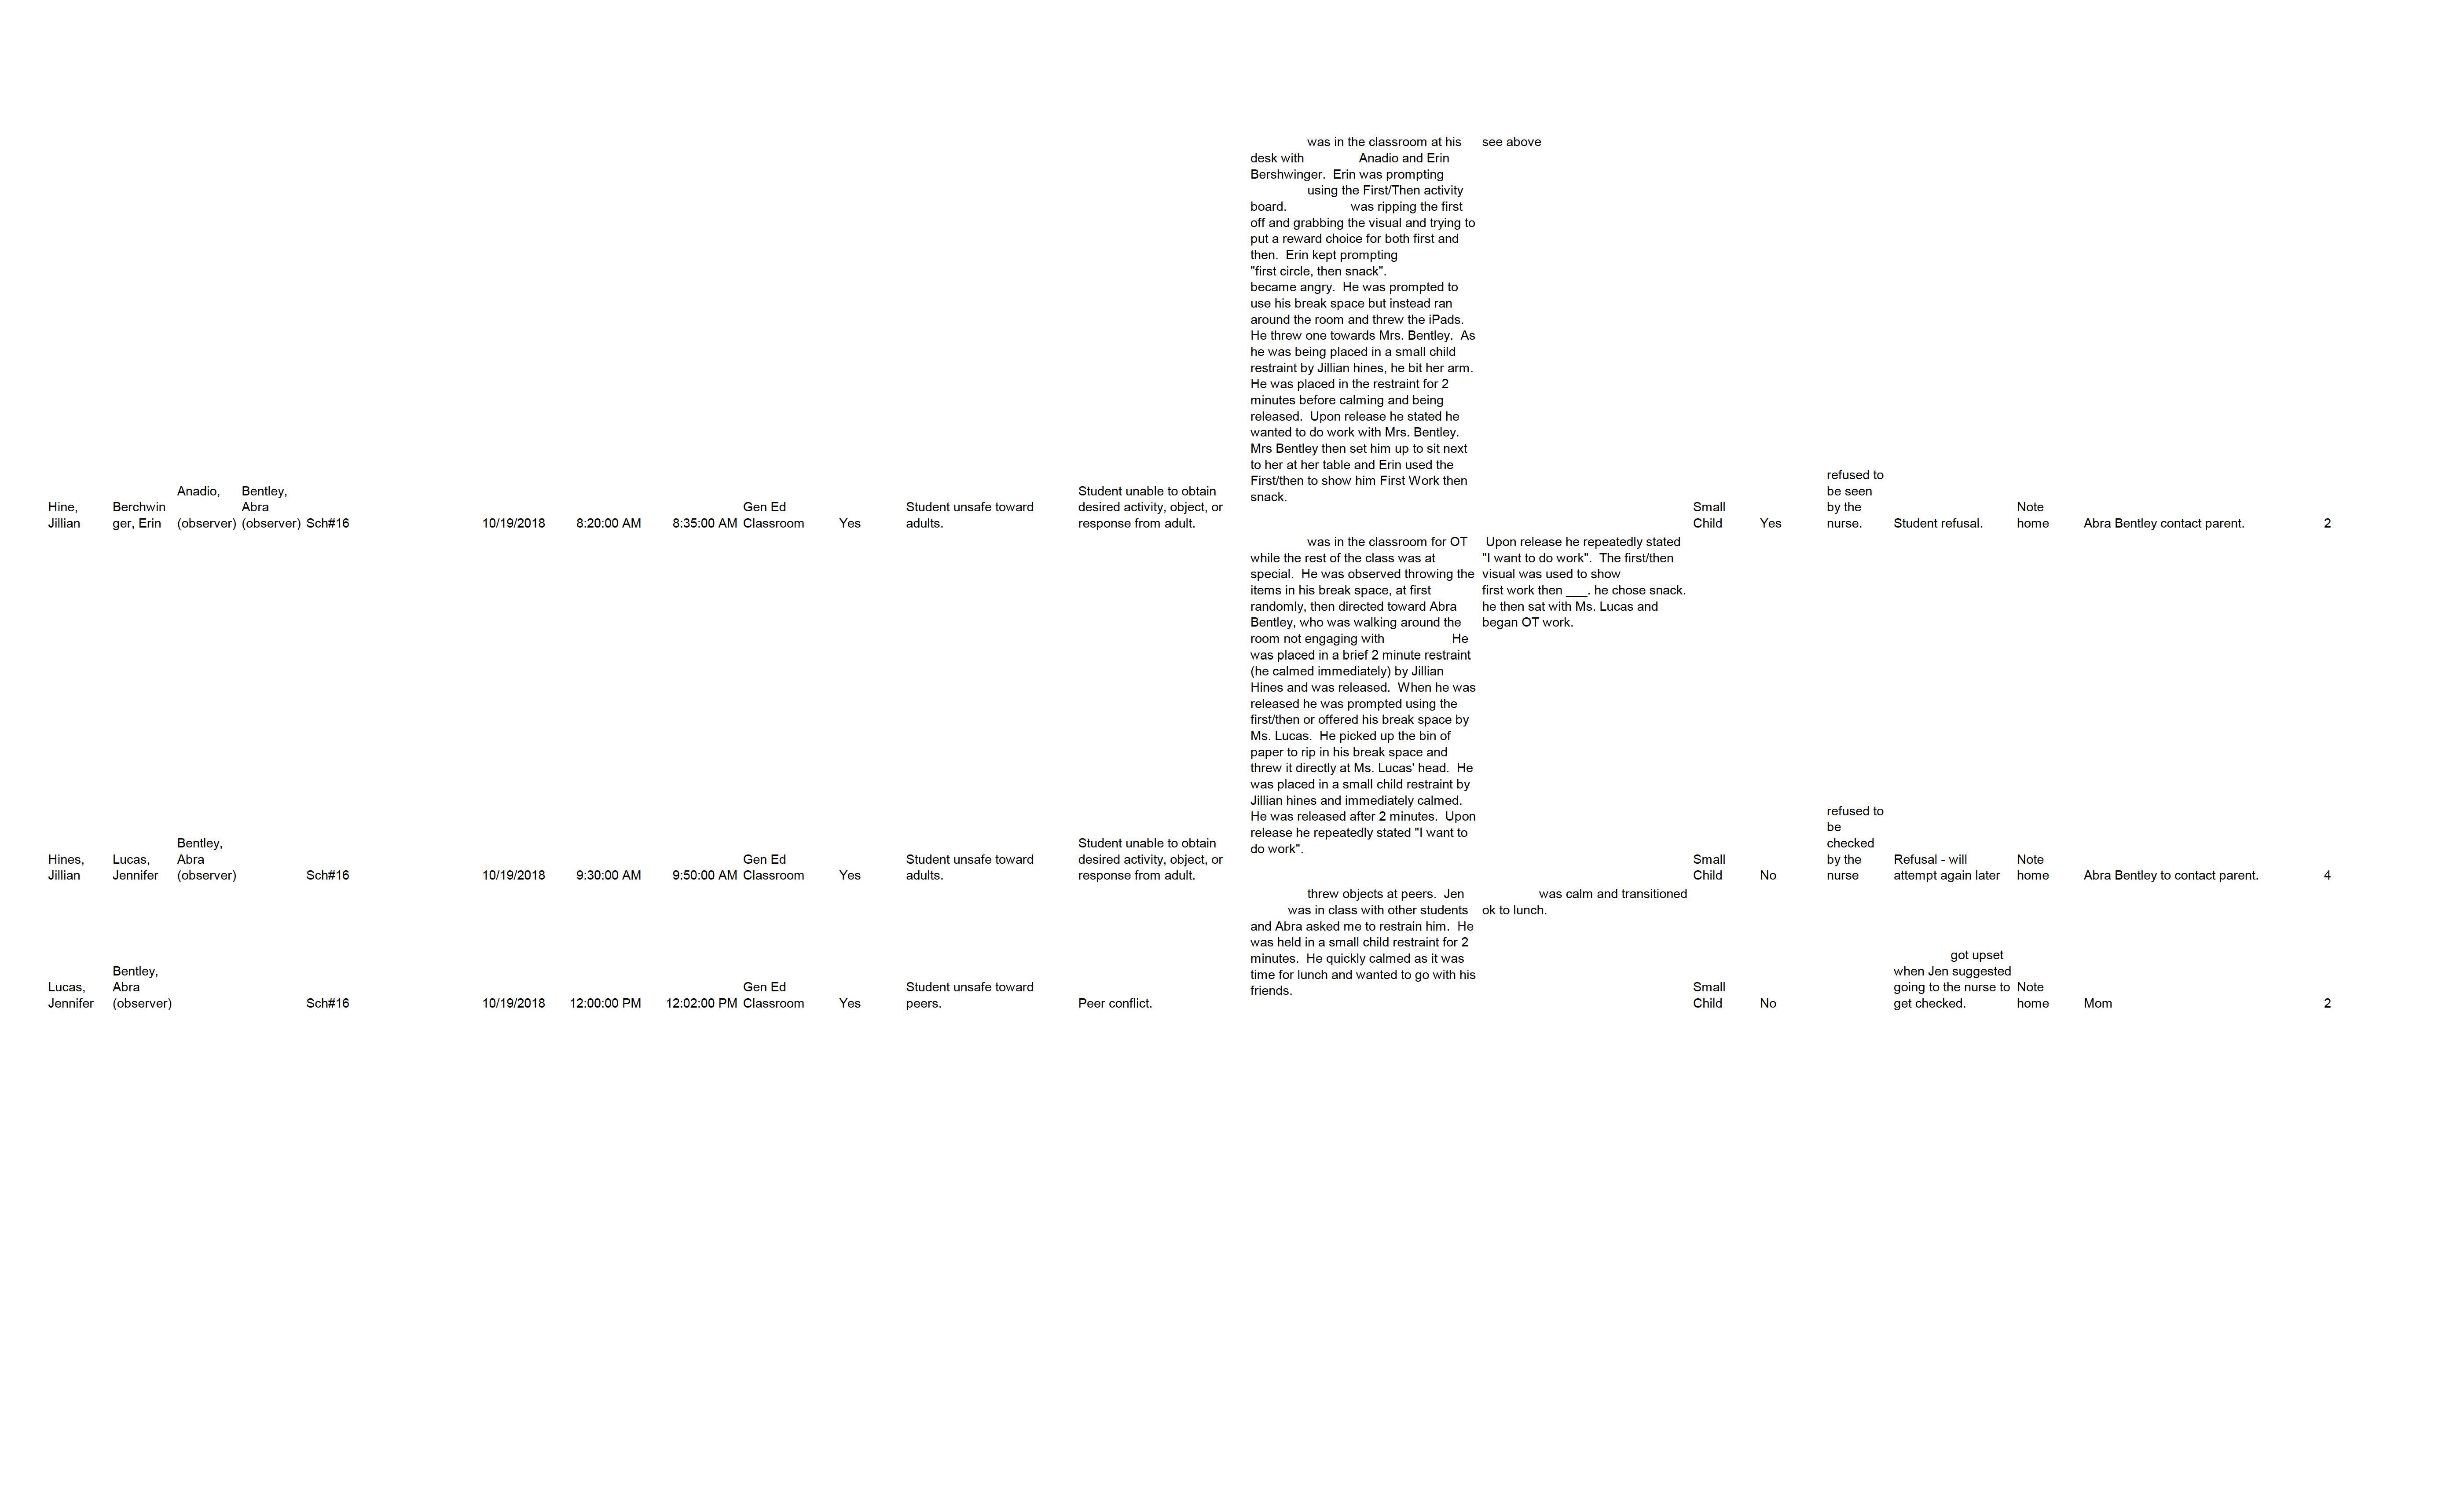 was in the classroom at his
desk with Anadio and Erin
Bershwinger. Erin was prompting
using the First/Then activity
board. was ripping the first
off and grabbing the visual and trying to
put a reward choice for both first and
then. Erin kept prompting
"first circle, then snack".
became angry. He was prompted to
use his break space but instead ran
around the room and threw the iPads.
He threw one towards Mrs. Bentley. As
he was being placed in a small child
restraint by Jillian hines, he bit her arm.
He was placed in the restraint for 2
minutes before calming and being
released. Upon release he stated he
wanted to do work with Mrs. Bentley.
Mrs Bentley then set him up to sit next
to her at her table and Erin used the
First/then to show him First Work then
snack.
see above
Hine,
Jillian
Berchwin
ger, Erin
Anadio,
(observer)
Bentley,
Abra
(observer)
Sch#16
10/19/2018
8:20:00 AM
8:35:00 AM
Gen Ed
Classroom
Yes
Student unsafe toward
adults.
Student unable to obtain
desired activity, object, or
response from adult.
Small
Child
Yes
refused to
be seen
by the
nurse.
Student refusal.
Note
home
Abra Bentley contact parent.
2
was in the classroom for OT
while the rest of the class was at
special. He was observed throwing the
items in his break space, at first
randomly, then directed toward Abra
Bentley, who was walking around the
room not engaging with He
was placed in a brief 2 minute restraint
(he calmed immediately) by Jillian
Hines and was released. When he was
released he was prompted using the
first/then or offered his break space by
Ms. Lucas. He picked up the bin of
paper to rip in his break space and
threw it directly at Ms. Lucas' head. He
was placed in a small child restraint by
Jillian hines and immediately calmed.
He was released after 2 minutes. Upon
release he repeatedly stated "I want to
do work".
Upon release he repeatedly stated
"I want to do work". The first/then
visual was used to show
first work then ___. he chose snack.
he then sat with Ms. Lucas and
began OT work.
Hines,
Jillian
Lucas,
Jennifer
Bentley,
Abra
(observer)
Sch#16
10/19/2018
9:30:00 AM
9:50:00 AM
Gen Ed
Classroom
Yes
Student unsafe toward
adults.
Student unable to obtain
desired activity, object, or
response from adult.
Small
Child
No
refused to
be
checked
by the
nurse
Refusal - will
attempt again later
Note
home
Abra Bentley to contact parent.
4
threw objects at peers. Jen
was in class with other students
and Abra asked me to restrain him. He
was held in a small child restraint for 2
minutes. He quickly calmed as it was
time for lunch and wanted to go with his
friends.
was calm and transitioned
ok to lunch.
Lucas,
Jennifer
Bentley,
Abra
(observer)
Sch#16
10/19/2018
12:00:00 PM
12:02:00 PM
Gen Ed
Classroom
Yes
Student unsafe toward
peers.
Peer conflict.
Small
Child
No
got upset
when Jen suggested
going to the nurse to
get checked.
Note
home
Mom
2